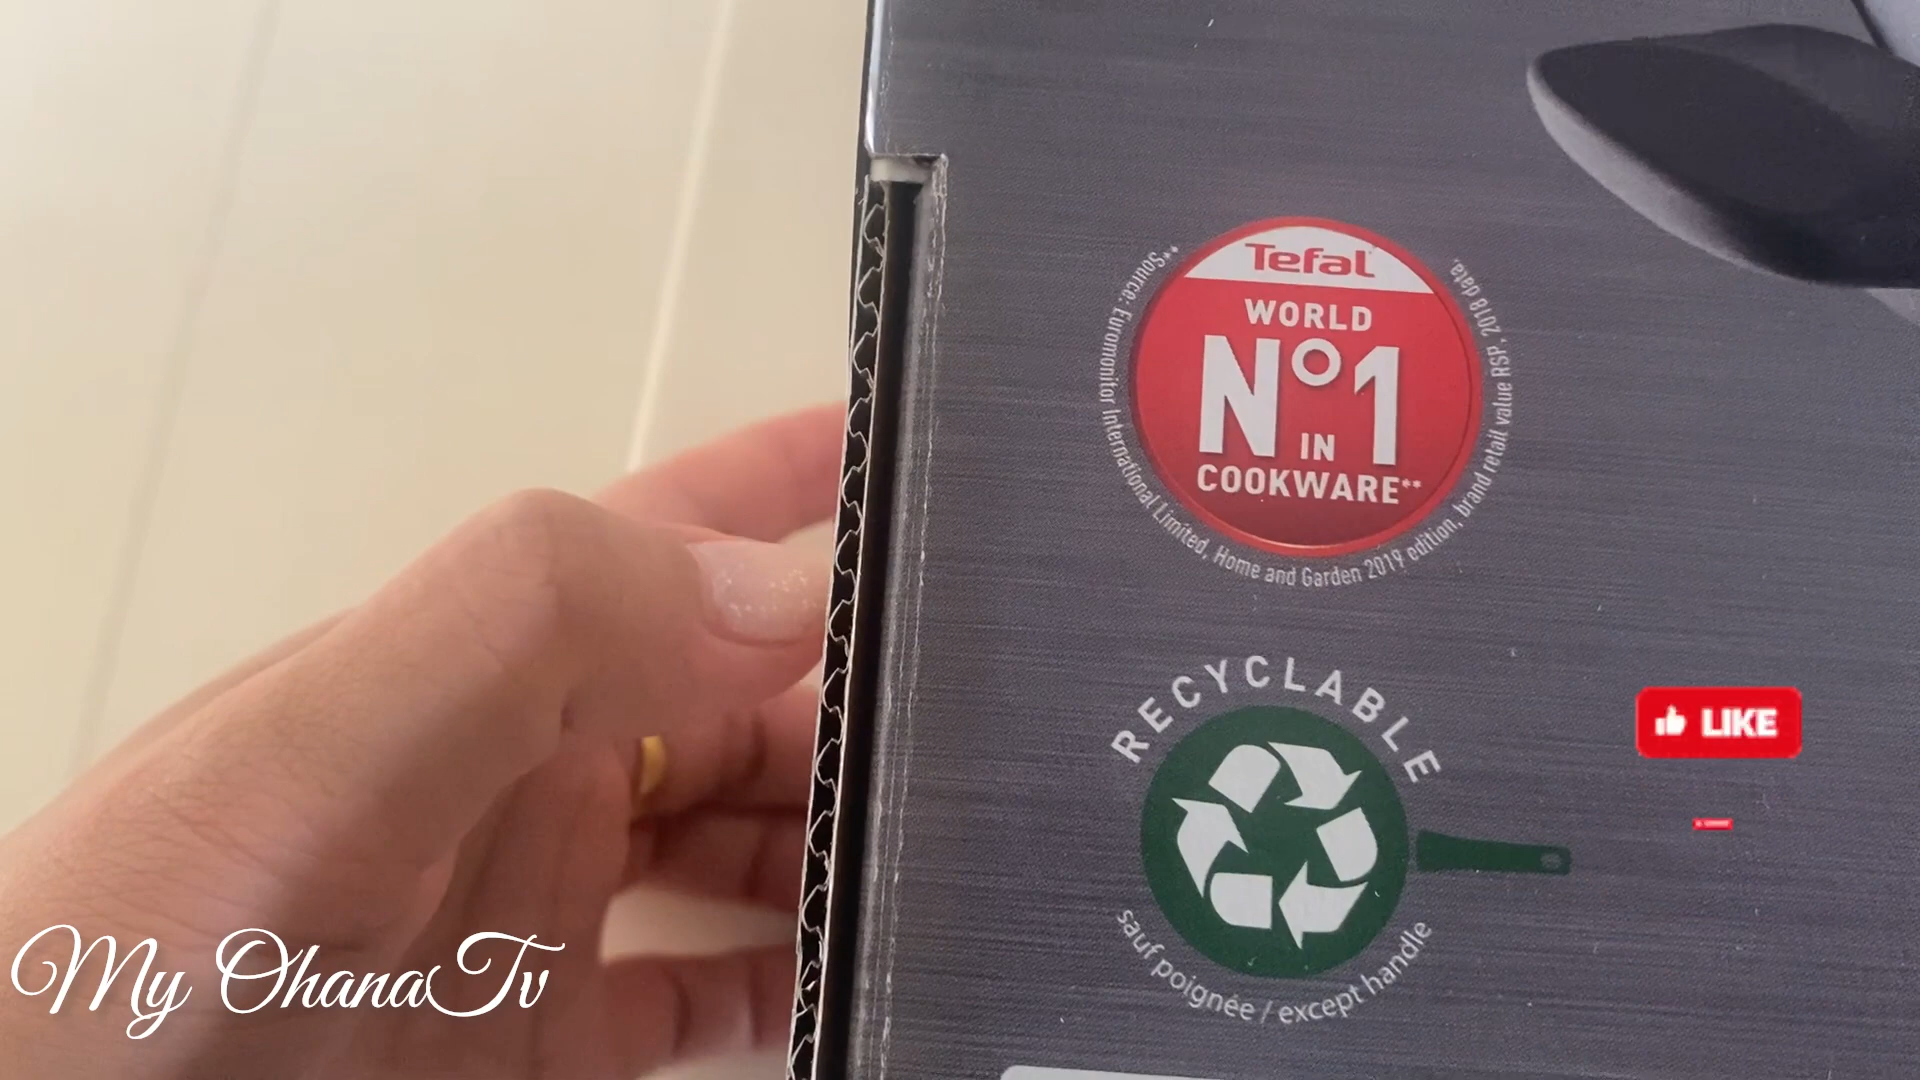 Tefal
WORLD
N°1
IN
COOKWARE**
**Source: Euromonitor International Limited, Home and Garden 2019 edition, brand retail value RSP, 2018 data.
RECYCLABLE
sauf poignée / except handle
LIKE
My OhanaTv